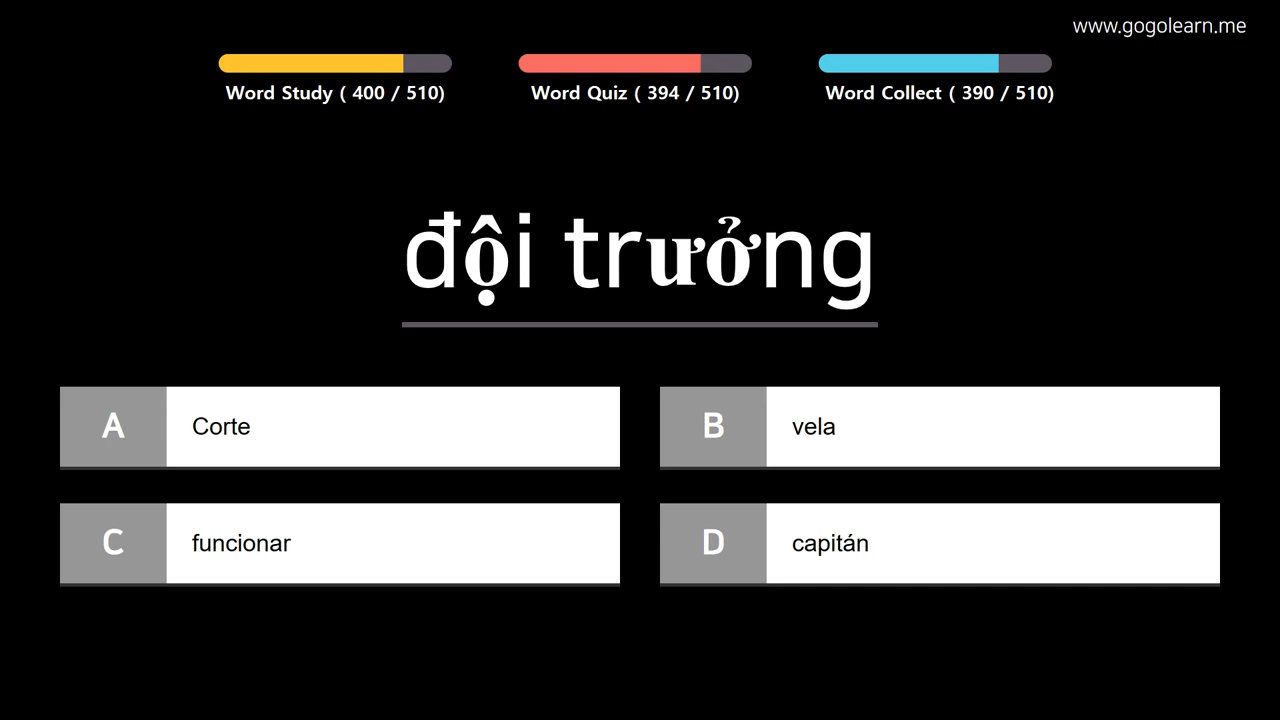 www.gogolearn.me
Word Study ( 400 / 510)
Word Quiz ( 394 / 510)
Word Collect ( 390 / 510)
đội trưởng
A
Corte
B
vela
C
funcionar
D
capitán